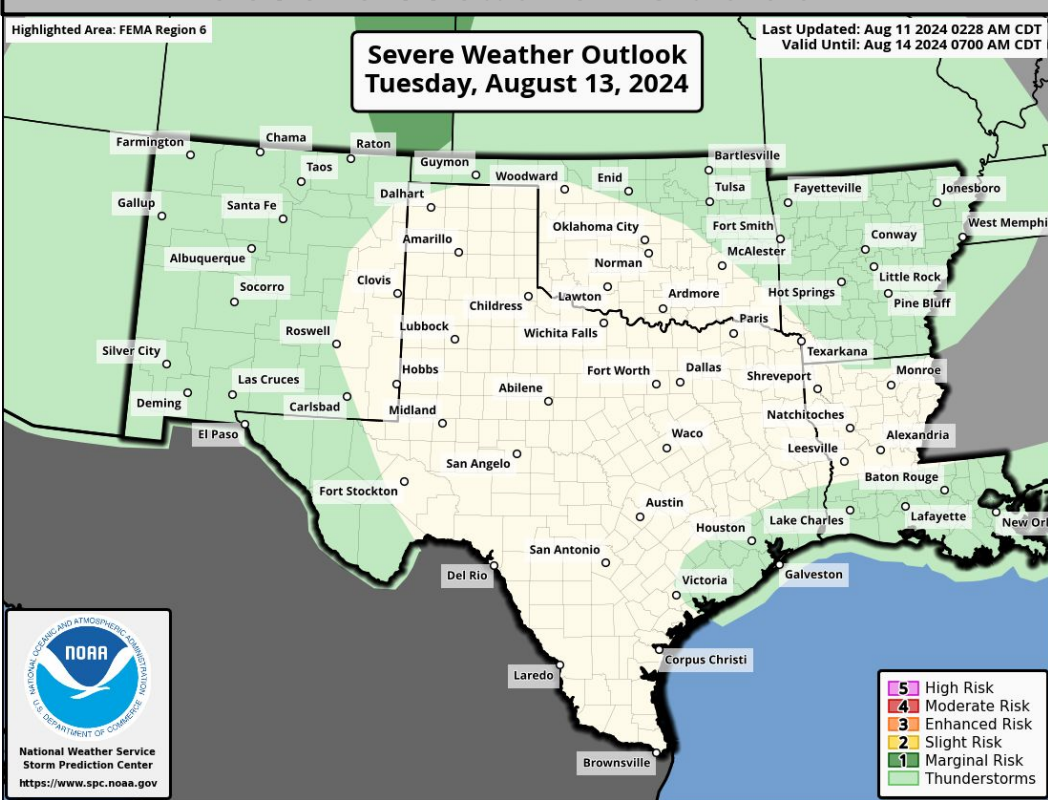 Highlighted Area: FEMA Region 6
Severe Weather Outlook
Tuesday, August 13, 2024
Last Updated: Aug 11 2024 0228 AM CDT
Valid Until: Aug 14 2024 0700 AM CDT
Farmington
Chama
Raton
Taos
Guymon
Woodward
Enid
Bartlesville
Tulsa
Fayetteville
Jonesboro
Gallup
Santa Fe
Dalhart
Oklahoma City
Fort Smith
West Memphi
Albuquerque
Amarillo
Norman
McAlester
Conway
Little Rock
Socorro
Clovis
Childress
Lawton
Ardmore
Hot Springs
Pine Bluff
Roswell
Lubbock
Wichita Falls
Paris
Texarkana
Silver City
Las Cruces
Hobbs
Abilene
Fort Worth
Dallas
Shreveport
Monroe
Deming
Carlsbad
Midland
Natchitoches
El Paso
Waco
Leesville
Alexandria
San Angelo
Fort Stockton
Baton Rouge
Austin
Houston
Lake Charles
Lafayette
New Orl
San Antonio
Del Rio
Victoria
Galveston
Laredo
Corpus Christi
Brownsville
NATIONAL OCEANIC AND ATMOSPHERIC ADMINISTRATION
NOAA
U.S. DEPARTMENT OF COMMERCE
National Weather Service
Storm Prediction Center
https://www.spc.noaa.gov
5 High Risk
4 Moderate Risk
3 Enhanced Risk
2 Slight Risk
1 Marginal Risk
Thunderstorms